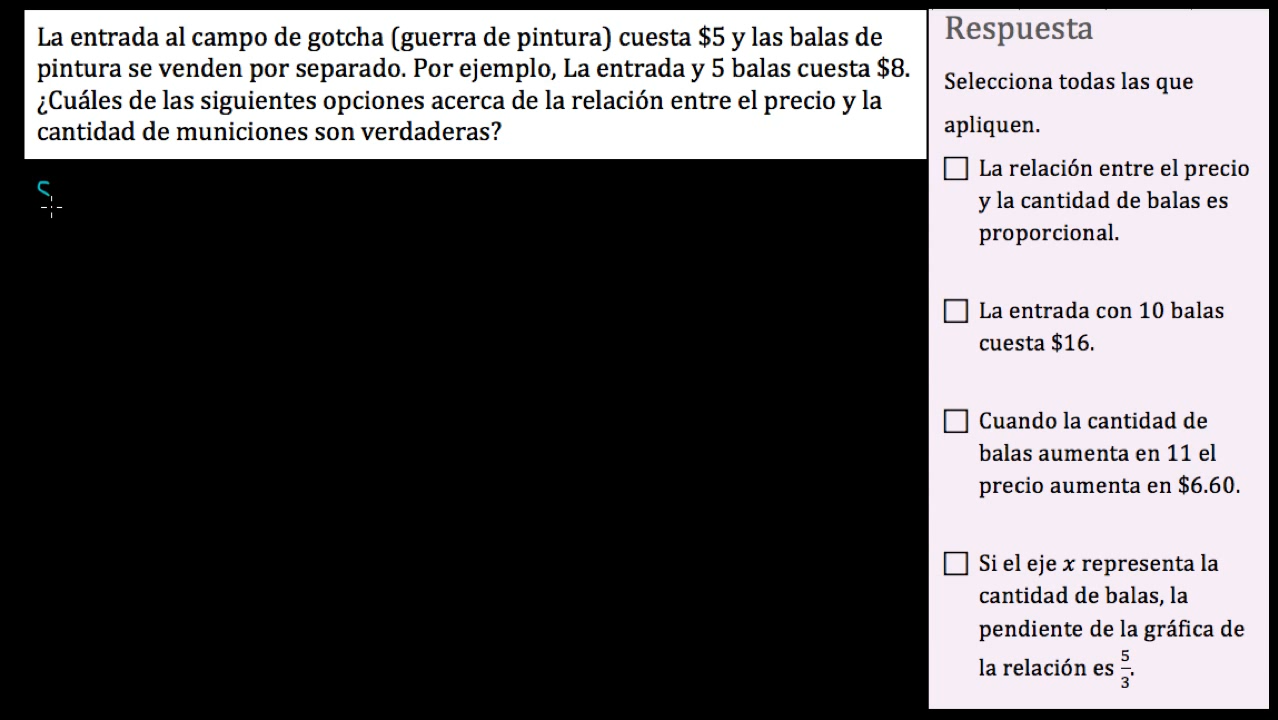 La entrada al campo de gotcha (guerra de pintura) cuesta $5 y las balas de
pintura se venden por separado. Por ejemplo, La entrada y 5 balas cuesta $8.
¿Cuáles de las siguientes opciones acerca de la relación entre el precio y la
cantidad de municiones son verdaderas?
Respuesta
Selecciona todas las que
apliquen.
La relación entre el precio
y la cantidad de balas es
proporcional.
La entrada con 10 balas
cuesta $16.
Cuando la cantidad de
balas aumenta en 11 el
precio aumenta en $6.60.
Si el eje x representa la
cantidad de balas, la
pendiente de la gráfica de
la relación es 5/3.